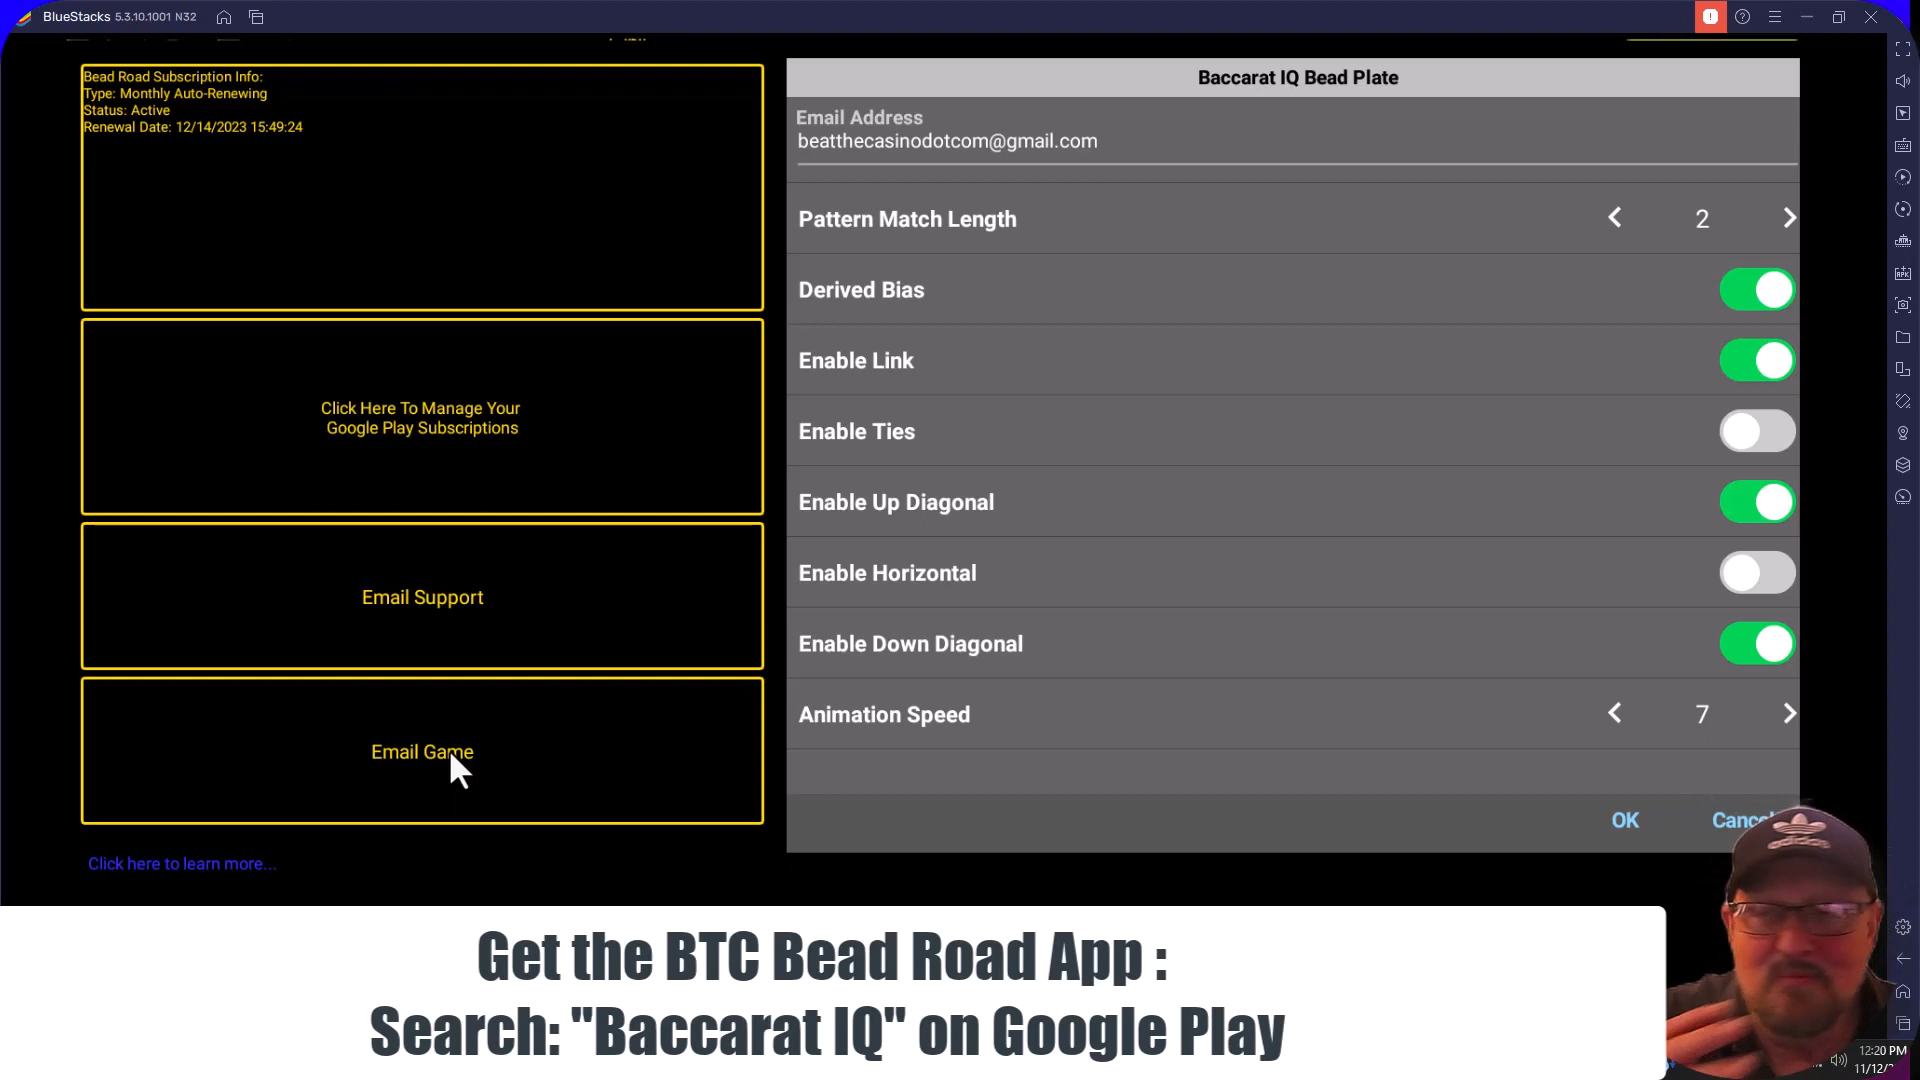 BlueStacks 5.3.10.1001 N32
Bead Road Subscription Info:
Type: Monthly Auto-Renewing
Status: Active
Renewal Date: 12/14/2023 15:49:24
Click Here To Manage Your
Google Play Subscriptions
Email Support
Email Game
Click here to learn more...
Baccarat IQ Bead Plate
Email Address
beatthecasinodotcom@gmail.com
Pattern Match Length 2
Derived Bias
Enable Link
Enable Ties
Enable Up Diagonal
Enable Horizontal
Enable Down Diagonal
Animation Speed 7
OK Cancel
Get the BTC Bead Road App :
Search: "Baccarat IQ" on Google Play
12:20 PM
11/12/